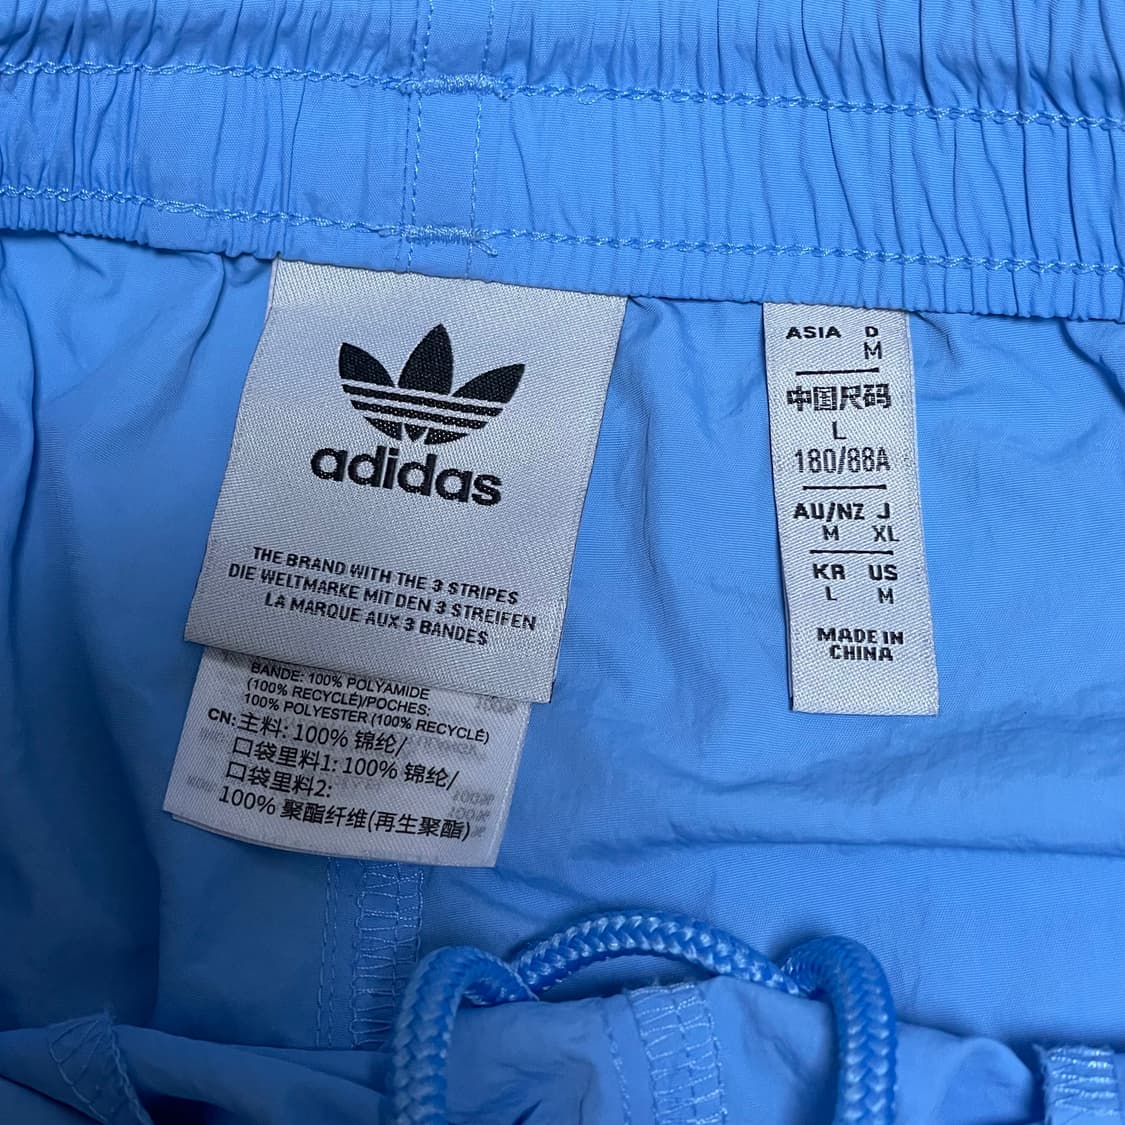 adidas
THE BRAND WITH THE 3 STRIPES
DIE WELTMARKE MIT DEN 3 STREIFEN
LA MARQUE AUX 3 BANDES
BANDE: 100% POLYAMIDE
(100% RECYCLÉ)/POCHES:
100% POLYESTER (100% RECYCLÉ)
CN: 主料: 100% 锦纶/
口袋里料1: 100% 锦纶/
口袋里料2:
100% 聚酯纤维(再生聚酯)
ASIA D
M
中国尺码
L
180/88A
AU/NZ J
M XL
KR US
L M
MADE IN
CHINA